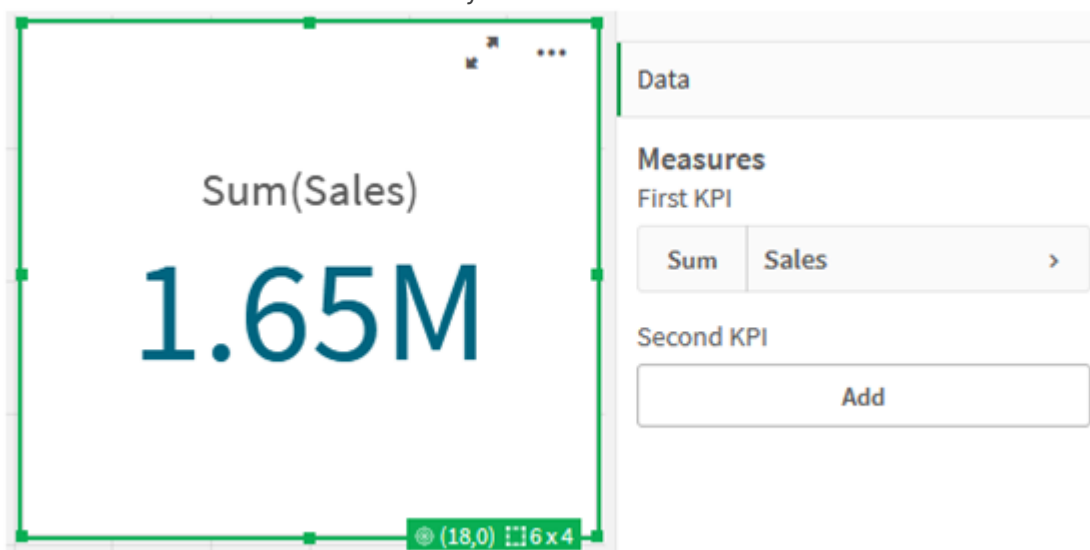 Sum(Sales)
1.65M
(18,0) 6 x 4
Data
Measures
First KPI
Sum Sales
Second KPI
Add